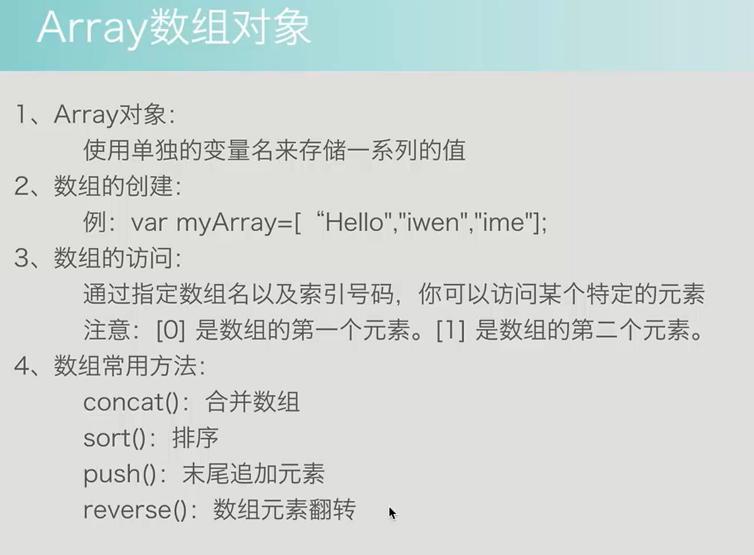 Array数组对象
1、Array对象：
使用单独的变量名来存储一系列的值
2、数组的创建：
例：var myArray=[ “Hello","iwen","ime"];
3、数组的访问：
通过指定数组名以及索引号码，你可以访问某个特定的元素
注意：[0] 是数组的第一个元素。[1] 是数组的第二个元素。
4、数组常用方法：
concat()：合并数组
sort()：排序
push()：末尾追加元素
reverse()：数组元素翻转